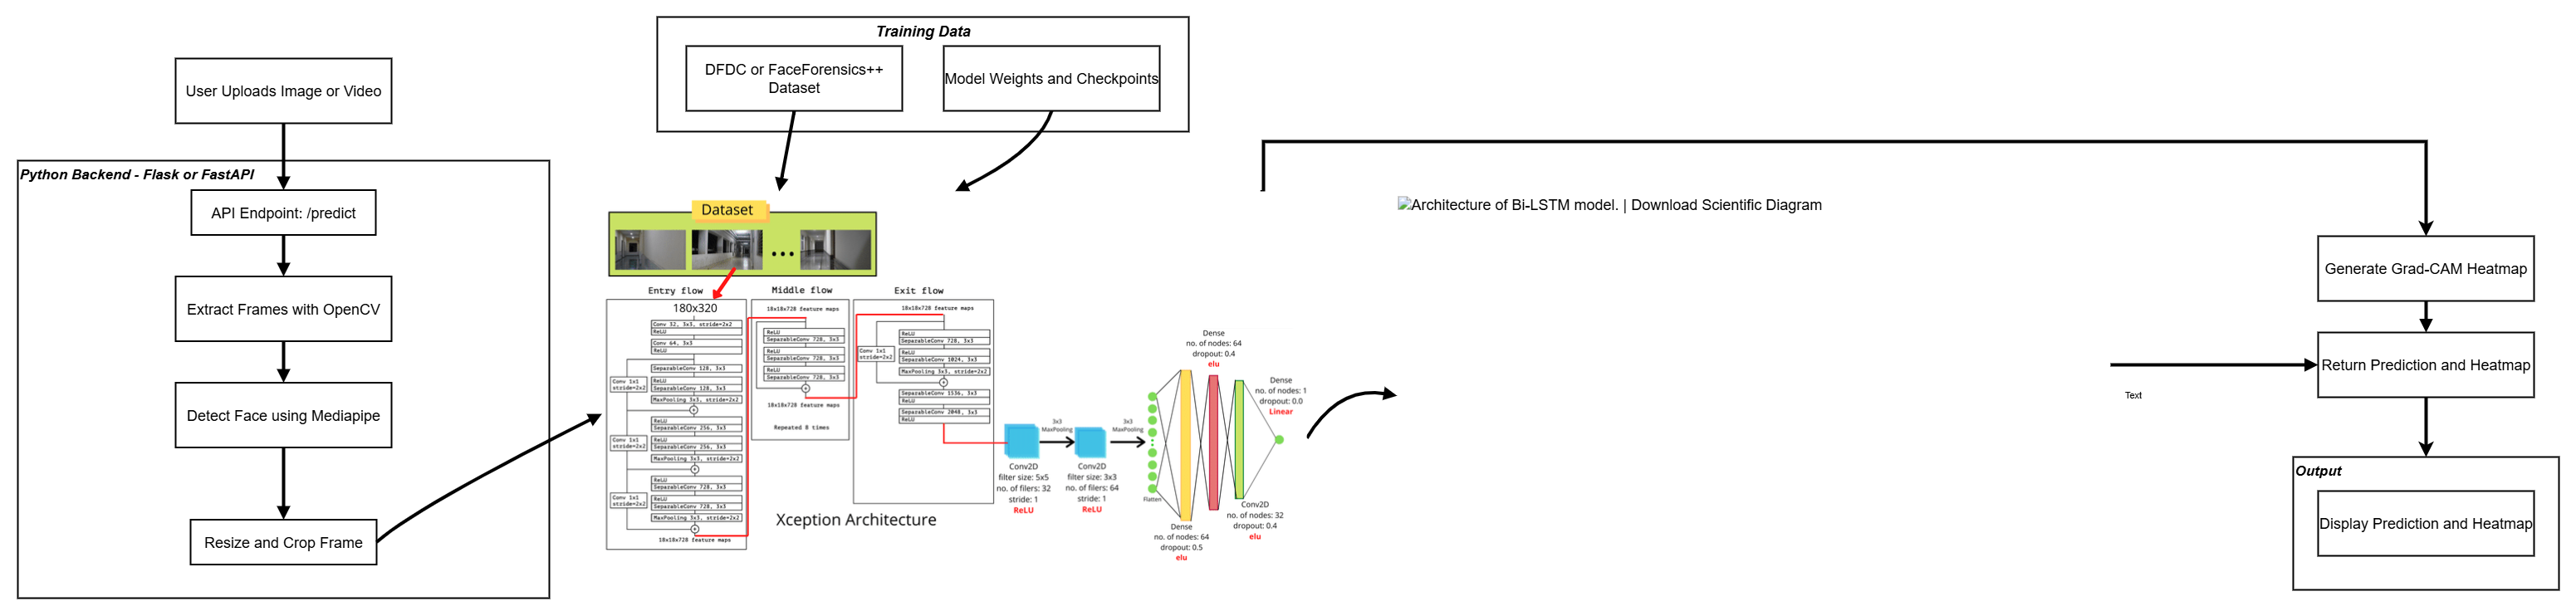 Training Data
DFDC or FaceForensics++
Dataset
Model Weights and Checkpoints
User Uploads Image or Video
Python Backend - Flask or FastAPI
API Endpoint: /predict
Extract Frames with OpenCV
Detect Face using Mediapipe
Resize and Crop Frame
Dataset
Entry flow
180x320
Conv 32, 3x3, stride=2x2
ReLU
Conv 64, 3x3
ReLU
SeparableConv 128, 3x3
Conv 1x1
stride=2x2
ReLU
SeparableConv 128, 3x3
MaxPooling 3x3, stride=2x2
+
SeparableConv 256, 3x3
Conv 1x1
stride=2x2
ReLU
SeparableConv 256, 3x3
MaxPooling 3x3, stride=2x2
+
ReLU
SeparableConv 728, 3x3
Conv 1x1
stride=2x2
ReLU
SeparableConv 728, 3x3
MaxPooling 3x3, stride=2x2
+
18x18x728 feature maps
Middle flow
18x18x728 feature maps
ReLU
SeparableConv 728, 3x3
ReLU
SeparableConv 728, 3x3
ReLU
SeparableConv 728, 3x3
+
18x18x728 feature maps
Repeated 8 times
Exit flow
18x18x728 feature maps
ReLU
SeparableConv 728, 3x3
Conv 1x1
stride=2x2
ReLU
SeparableConv 1024, 3x3
MaxPooling 3x3, stride=2x2
+
SeparableConv 1536, 3x3
ReLU
SeparableConv 2048, 3x3
ReLU
Xception Architecture
Conv2D
filter size: 5x5
no. of filers: 32
stride: 1
ReLU
3x3
MaxPooling
Conv2D
filter size: 3x3
no. of filers: 64
stride: 1
ReLU
3x3
MaxPooling
Flatten
Dense
no. of nodes: 64
dropout: 0.5
elu
Dense
no. of nodes: 64
dropout: 0.4
elu
Conv2D
no. of nodes: 32
dropout: 0.4
elu
Dense
no. of nodes: 1
dropout: 0.0
Linear
Architecture of Bi-LSTM model. | Download Scientific Diagram
Text
Generate Grad-CAM Heatmap
Return Prediction and Heatmap
Output
Display Prediction and Heatmap